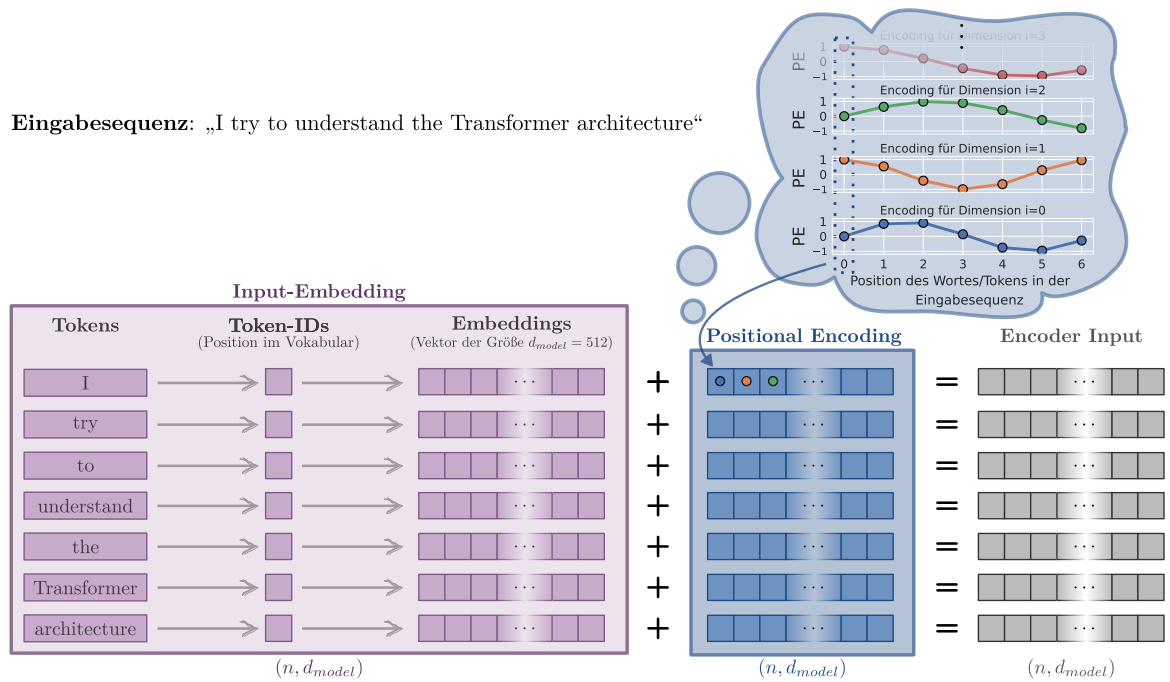 Eingabesequenz: „I try to understand the Transformer architecture“
Encoding für Dimension i=3
PE
1
0
−1
Encoding für Dimension i=2
PE
1
0
−1
Encoding für Dimension i=1
PE
1
0
−1
Encoding für Dimension i=0
PE
1
0
−1
0 1 2 3 4 5 6
Position des Wortes/Tokens in der
Eingabesequenz
Input-Embedding
Tokens
Token-IDs
(Position im Vokabular)
Embeddings
(Vektor der Größe d_model = 512)
Positional Encoding
Encoder Input
I ... + ... = ...
try ... + ... = ...
to ... + ... = ...
understand ... + ... = ...
the ... + ... = ...
Transformer ... + ... = ...
architecture ... + ... = ...
(n, d_model) (n, d_model) (n, d_model)